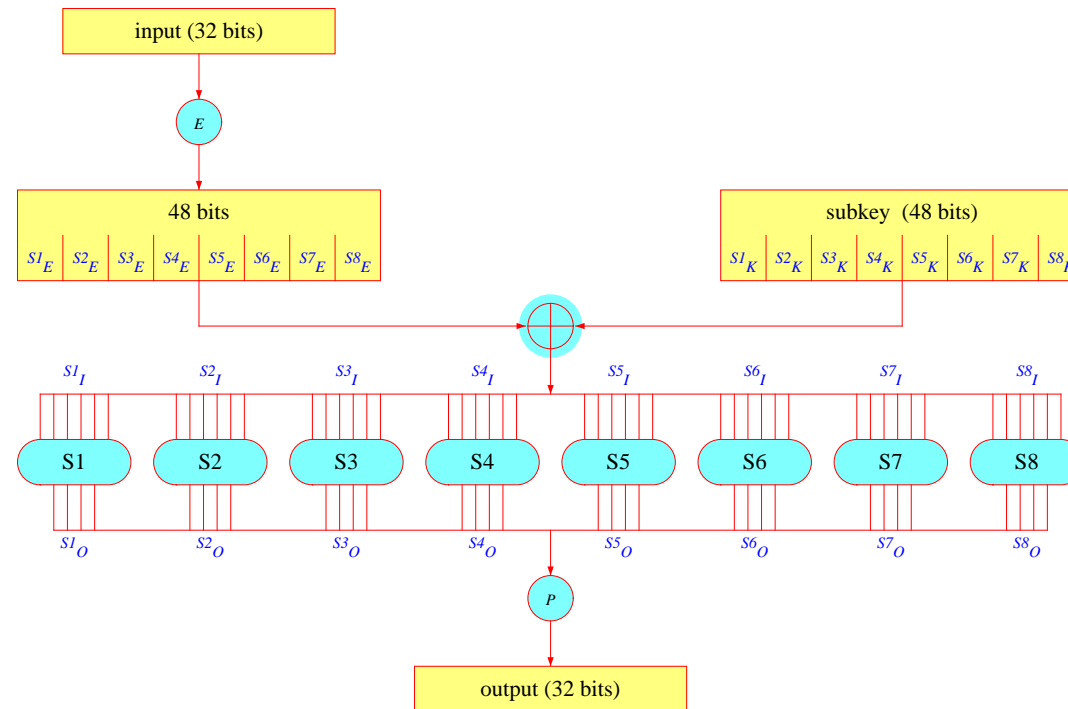 input (32 bits)
E
48 bits
subkey (48 bits)
S1E S2E S3E S4E S5E S6E S7E S8E
S1K S2K S3K S4K S5K S6K S7K
S1I S2I S3I S4I S5I S6I S7I S8I
S1 S2 S3 S4 S5 S6 S7 S8
S1O S2O S3O S4O S5O S6O S7O S8O
P
output (32 bits)